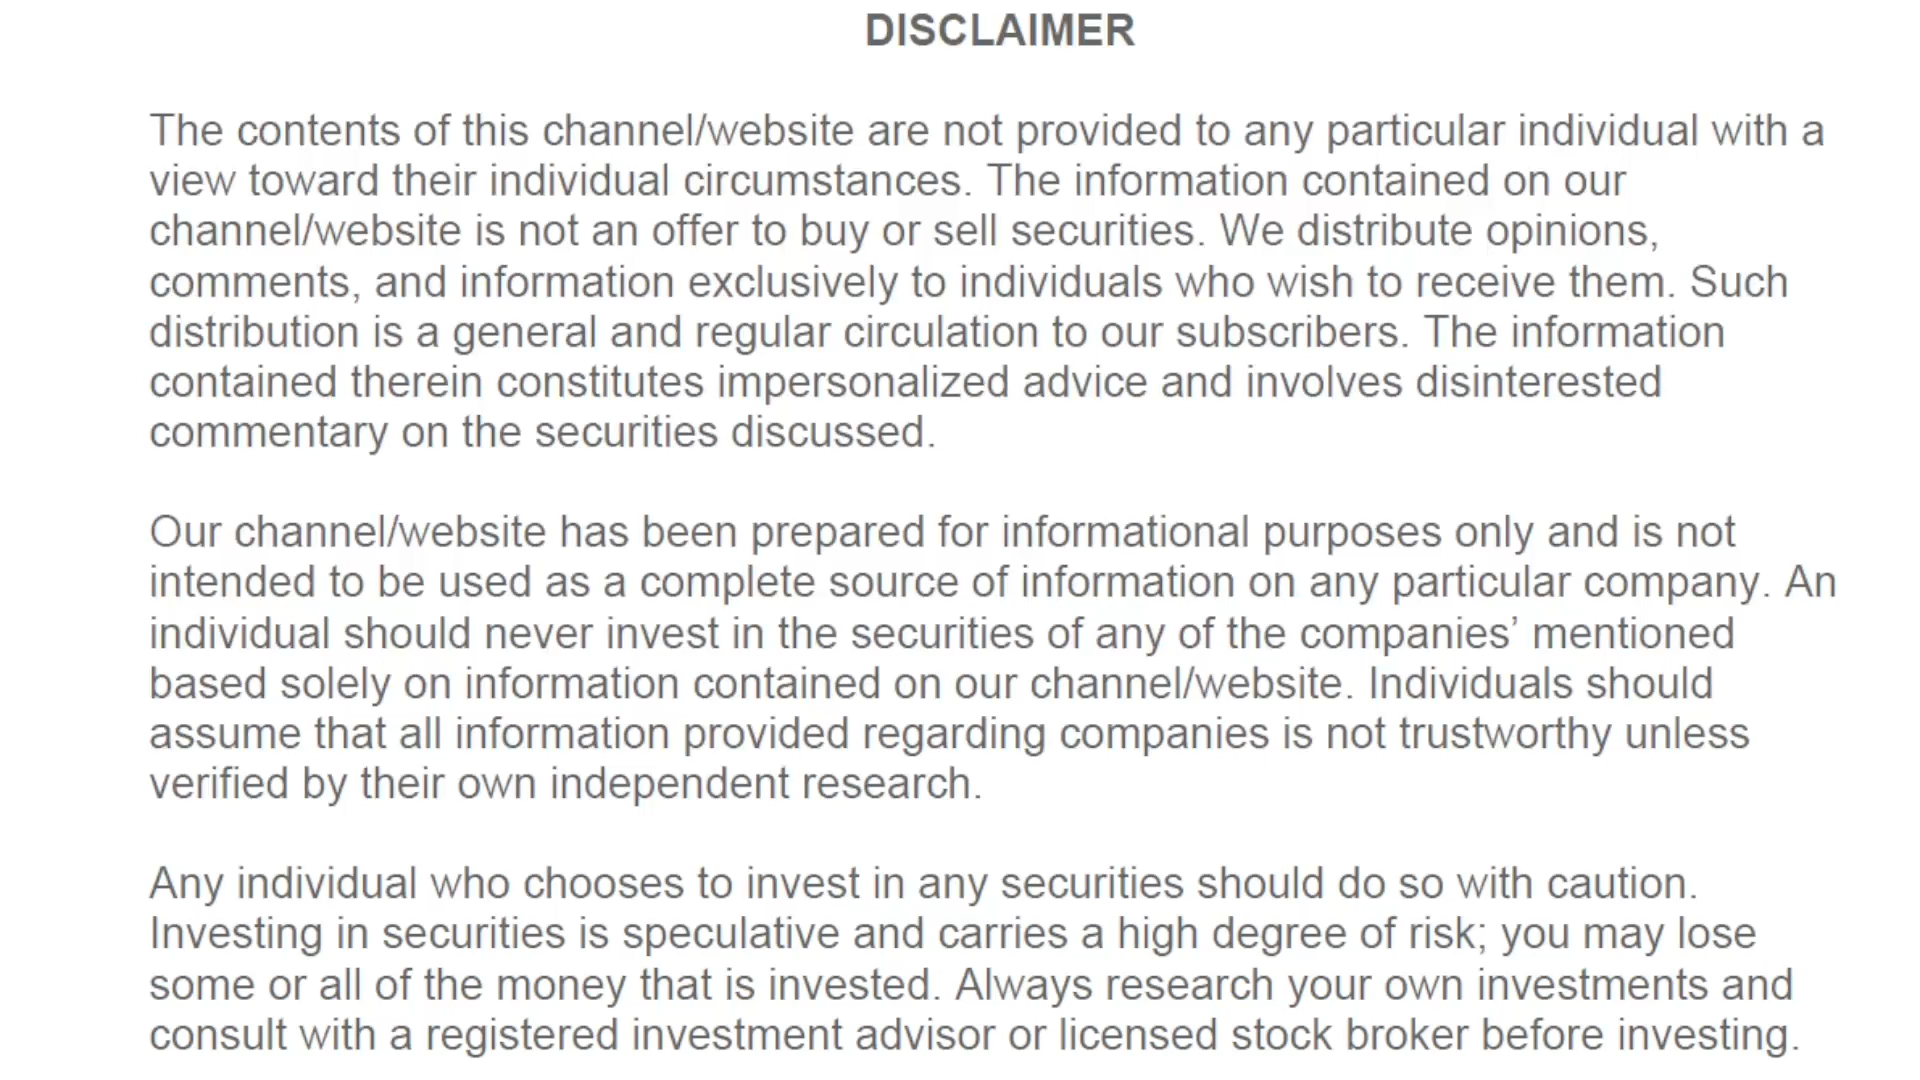 DISCLAIMER
The contents of this channel/website are not provided to any particular individual with a
view toward their individual circumstances. The information contained on our
channel/website is not an offer to buy or sell securities. We distribute opinions,
comments, and information exclusively to individuals who wish to receive them. Such
distribution is a general and regular circulation to our subscribers. The information
contained therein constitutes impersonalized advice and involves disinterested
commentary on the securities discussed.
Our channel/website has been prepared for informational purposes only and is not
intended to be used as a complete source of information on any particular company. An
individual should never invest in the securities of any of the companies’ mentioned
based solely on information contained on our channel/website. Individuals should
assume that all information provided regarding companies is not trustworthy unless
verified by their own independent research.
Any individual who chooses to invest in any securities should do so with caution.
Investing in securities is speculative and carries a high degree of risk; you may lose
some or all of the money that is invested. Always research your own investments and
consult with a registered investment advisor or licensed stock broker before investing.